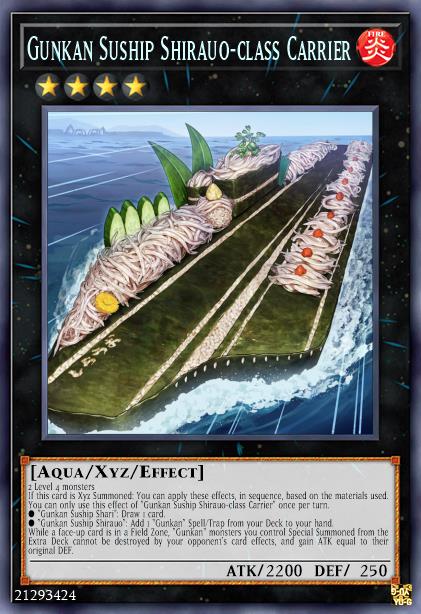 GUNKAN SUSHIP SHIRAUO-CLASS CARRIER
FIRE
炎
しらうお
[AQUA/XYZ/EFFECT]
2 Level 4 monsters
If this card is Xyz Summoned: You can apply these effects, in sequence, based on the materials used.
You can only use this effect of "Gunkan Suship Shirauo-class Carrier" once per turn.
● "Gunkan Suship Shari": Draw 1 card.
● "Gunkan Suship Shirauo": Add 1 "Gunkan" Spell/Trap from your Deck to your hand.
While a face-up card is in a Field Zone, "Gunkan" monsters you control Special Summoned from the
Extra Deck cannot be destroyed by your opponent's card effects, and gain ATK equal to their
original DEF.
ATK/2200 DEF/ 250
21293424